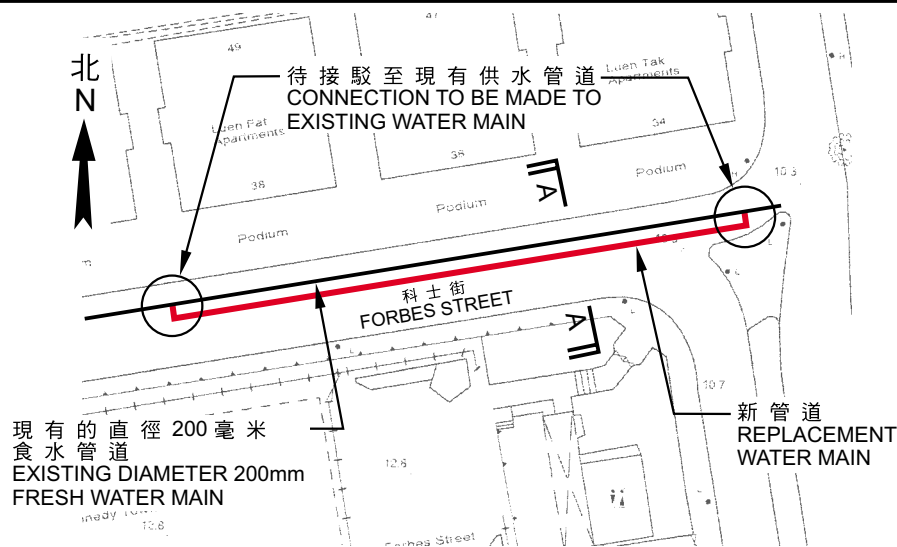 49
47
北
N
待接駁至現有供水管道
CONNECTION TO BE MADE TO
EXISTING WATER MAIN
Luen Tak
Apartments
34
Luen Fat
Apartments
38
38
A
Podium
Podium
Podium
10.3
科士街
FORBES STREET
A
10.7
現有的直徑 200 毫米
食水管道
EXISTING DIAMETER 200mm
FRESH WATER MAIN
新管道
REPLACEMENT
WATER MAIN
12.6
Forbes Street